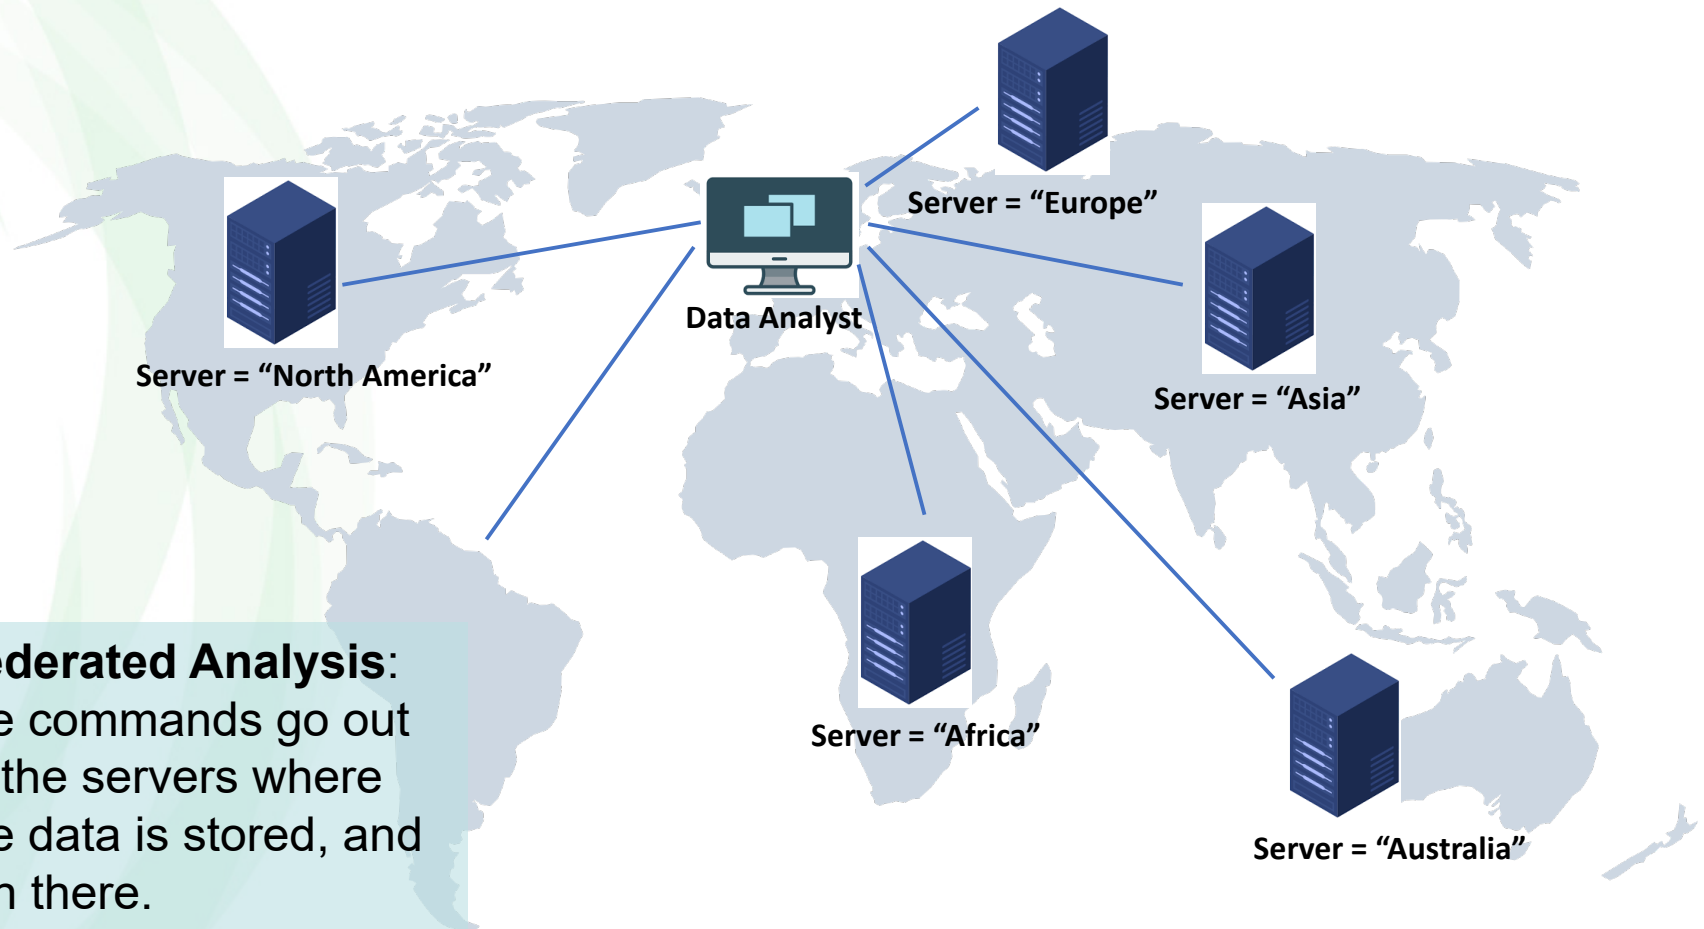 Server = “Europe”
Data Analyst
Server = “North America”
Server = “Asia”
ederated Analysis:
e commands go out
the servers where
e data is stored, and
n there.
Server = “Africa”
Server = “Australia”